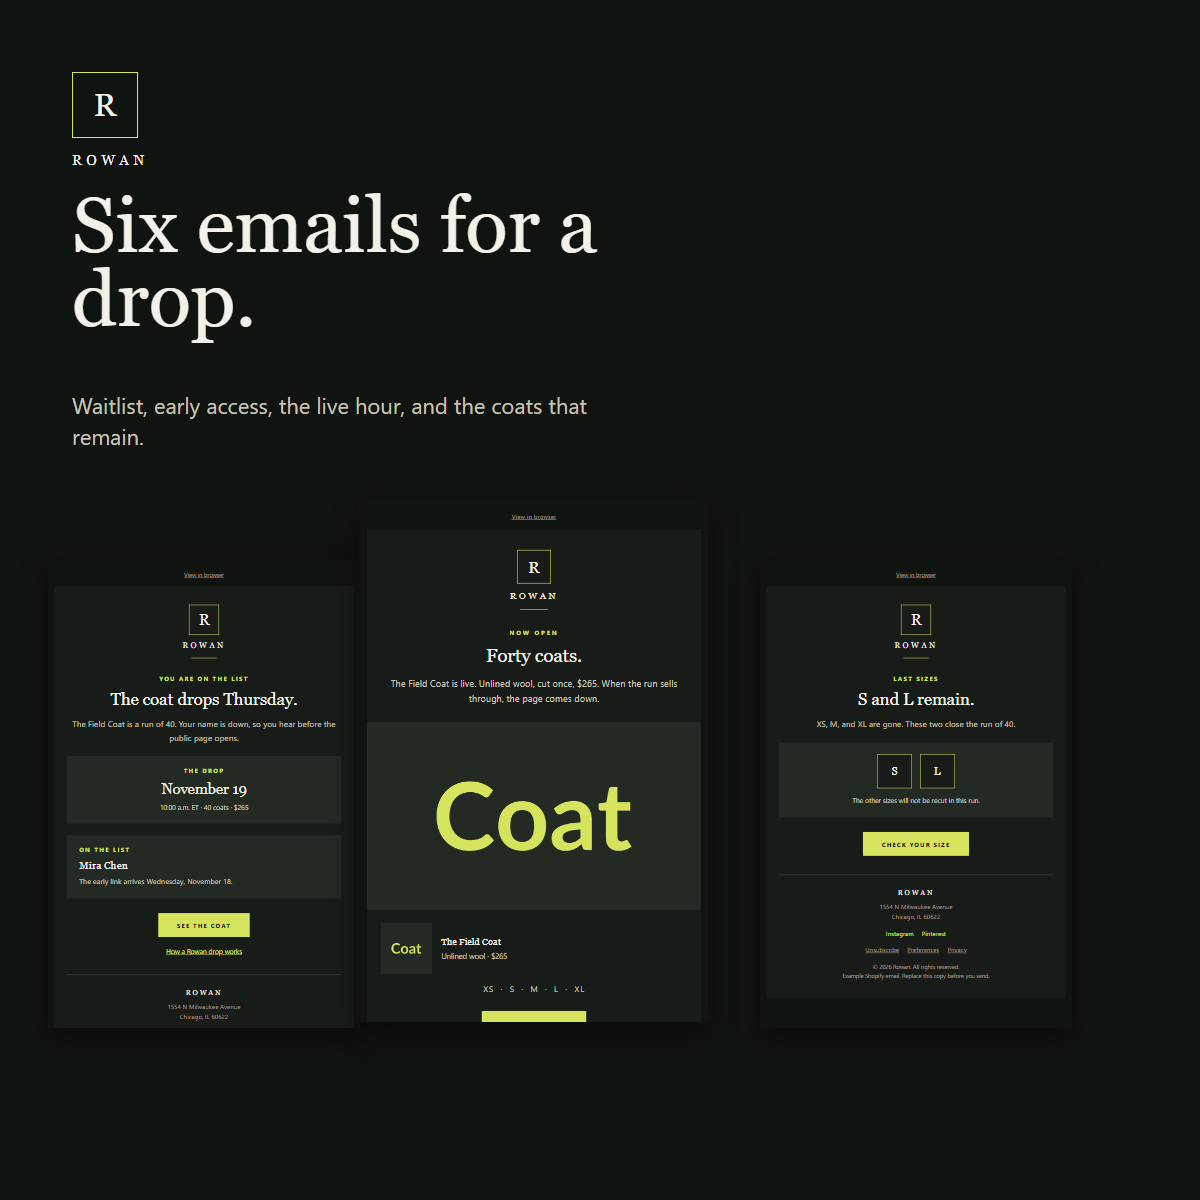 R
ROWAN
Six emails for a
drop.
Waitlist, early access, the live hour, and the coats that
remain.
View in browser
R
ROWAN
YOU ARE ON THE LIST
The coat drops Thursday.
The Field Coat is a run of 40. Your name is down, so you hear before the
public page opens.
THE DROP
November 19
10:00 a.m. ET · 40 coats · $265
ON THE LIST
Mira Chen
The early link arrives Wednesday, November 18.
SEE THE COAT
How a Rowan drop works
ROWAN
1554 N Milwaukee Avenue
Chicago, IL 60622
View in browser
R
ROWAN
NOW OPEN
Forty coats.
The Field Coat is live. Unlined wool, cut once, $265. When the run sells
through, the page comes down.
Coat
Coat
The Field Coat
Unlined wool · $265
XS · S · M · L · XL
View in browser
R
ROWAN
LAST SIZES
S and L remain.
XS, M, and XL are gone. These two close the run of 40.
S L
The other sizes will not be recut in this run.
CHECK YOUR SIZE
ROWAN
1554 N Milwaukee Avenue
Chicago, IL 60622
Instagram Pinterest
Unsubscribe Preferences Privacy
© 2026 Rowan. All rights reserved.
Example Shopify email. Replace this copy before you send.